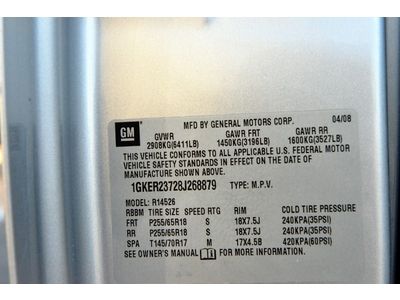 MFD BY GENERAL MOTORS CORP. 04/08
GM GVWR GAWR FRT GAWR RR
2908KG(6411LB) 1450KG(3196LB) 1600KG(3527LB)
THIS VEHICLE CONFORMS TO ALL APPLICABLE U.S. FEDERAL MOTOR
VEHICLE SAFETY STANDARDS IN EFFECT ON THE DATE OF
MANUFACTURE SHOWN ABOVE.
1GKER23728J268879 TYPE: M.P.V.
MODEL: R14526
RBBM TIRE SIZE SPEED RTG RIM COLD TIRE PRESSURE
FRT P255/65R18 S 18X7.5J 240KPA(35PSI)
RR P255/65R18 S 18X7.5J 240KPA(35PSI)
SPA T145/70R17 M 17X4.5B 420KPA(60PSI)
SEE OWNER'S MANUAL FOR MORE INFORMATION.